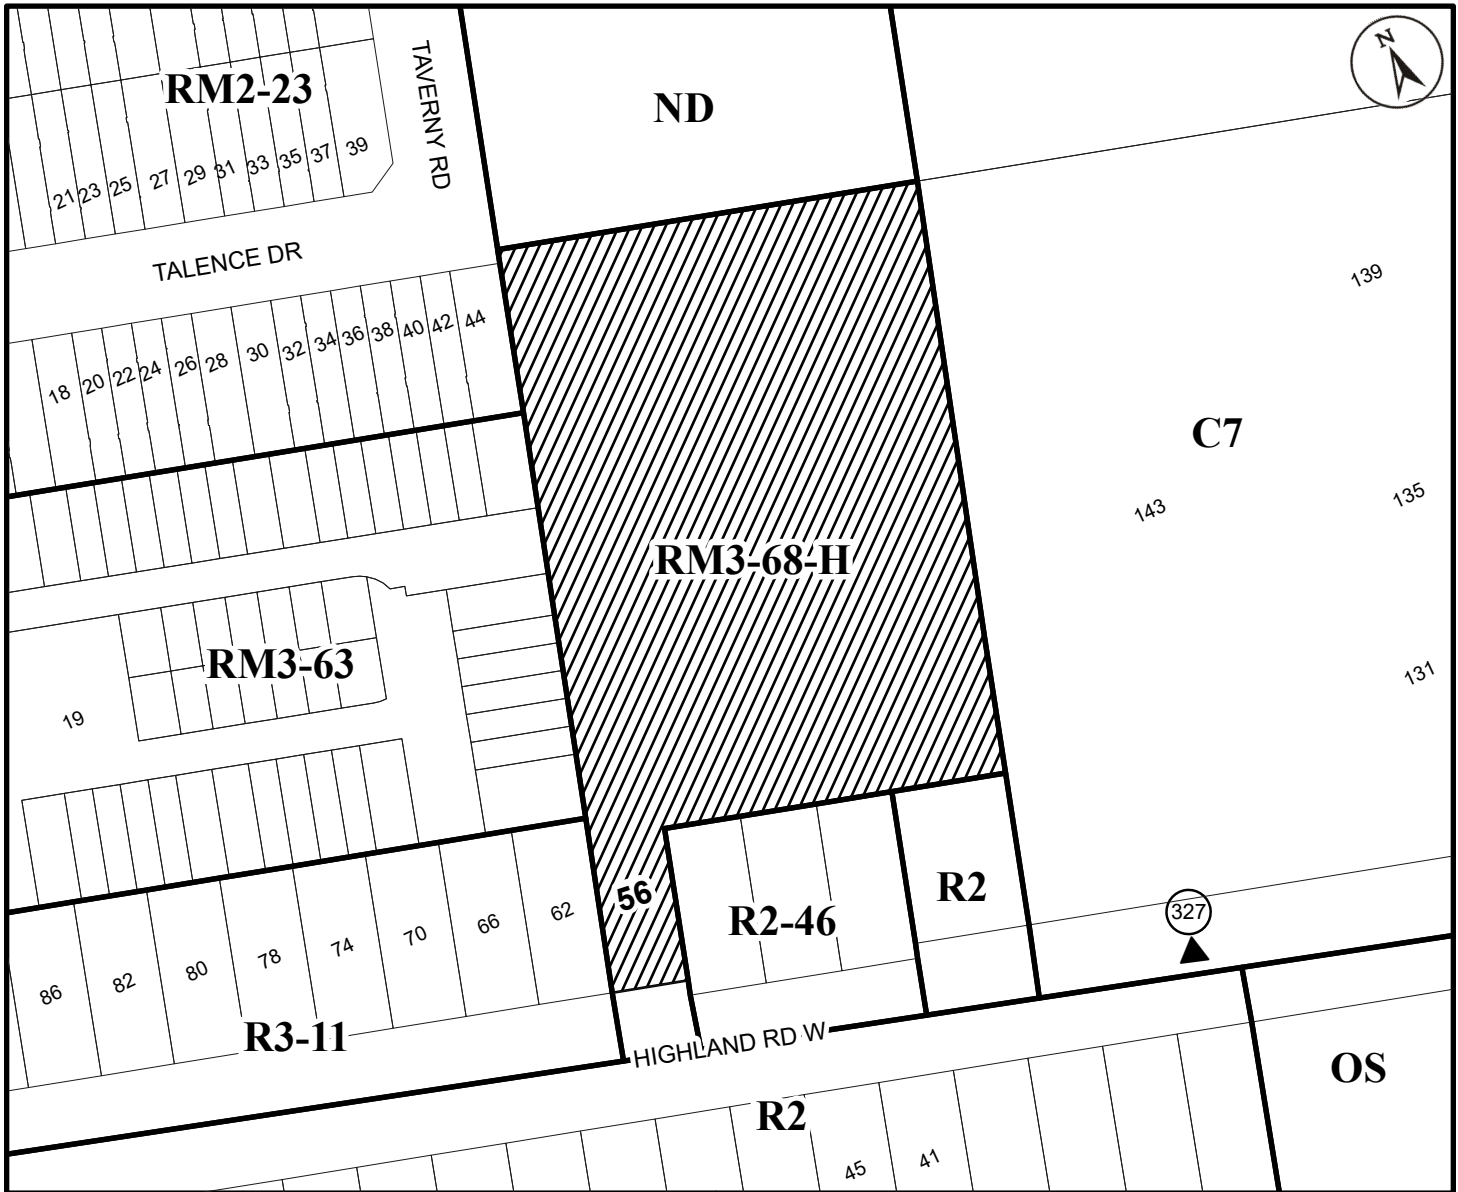 RM2-23
TAVERNY RD
ND
N
21 23 25 27 29 31 33 35 37 39
TALENCE DR
139
18 20 22 24 26 28 30 32 34 36 38 40 42 44
C7
143
135
RM3-68-H
RM3-63
19
131
56
R2-46
R2
327
86 82 80 78 74 70 66 62
R3-11
HIGHLAND RD W
OS
R2
45 41